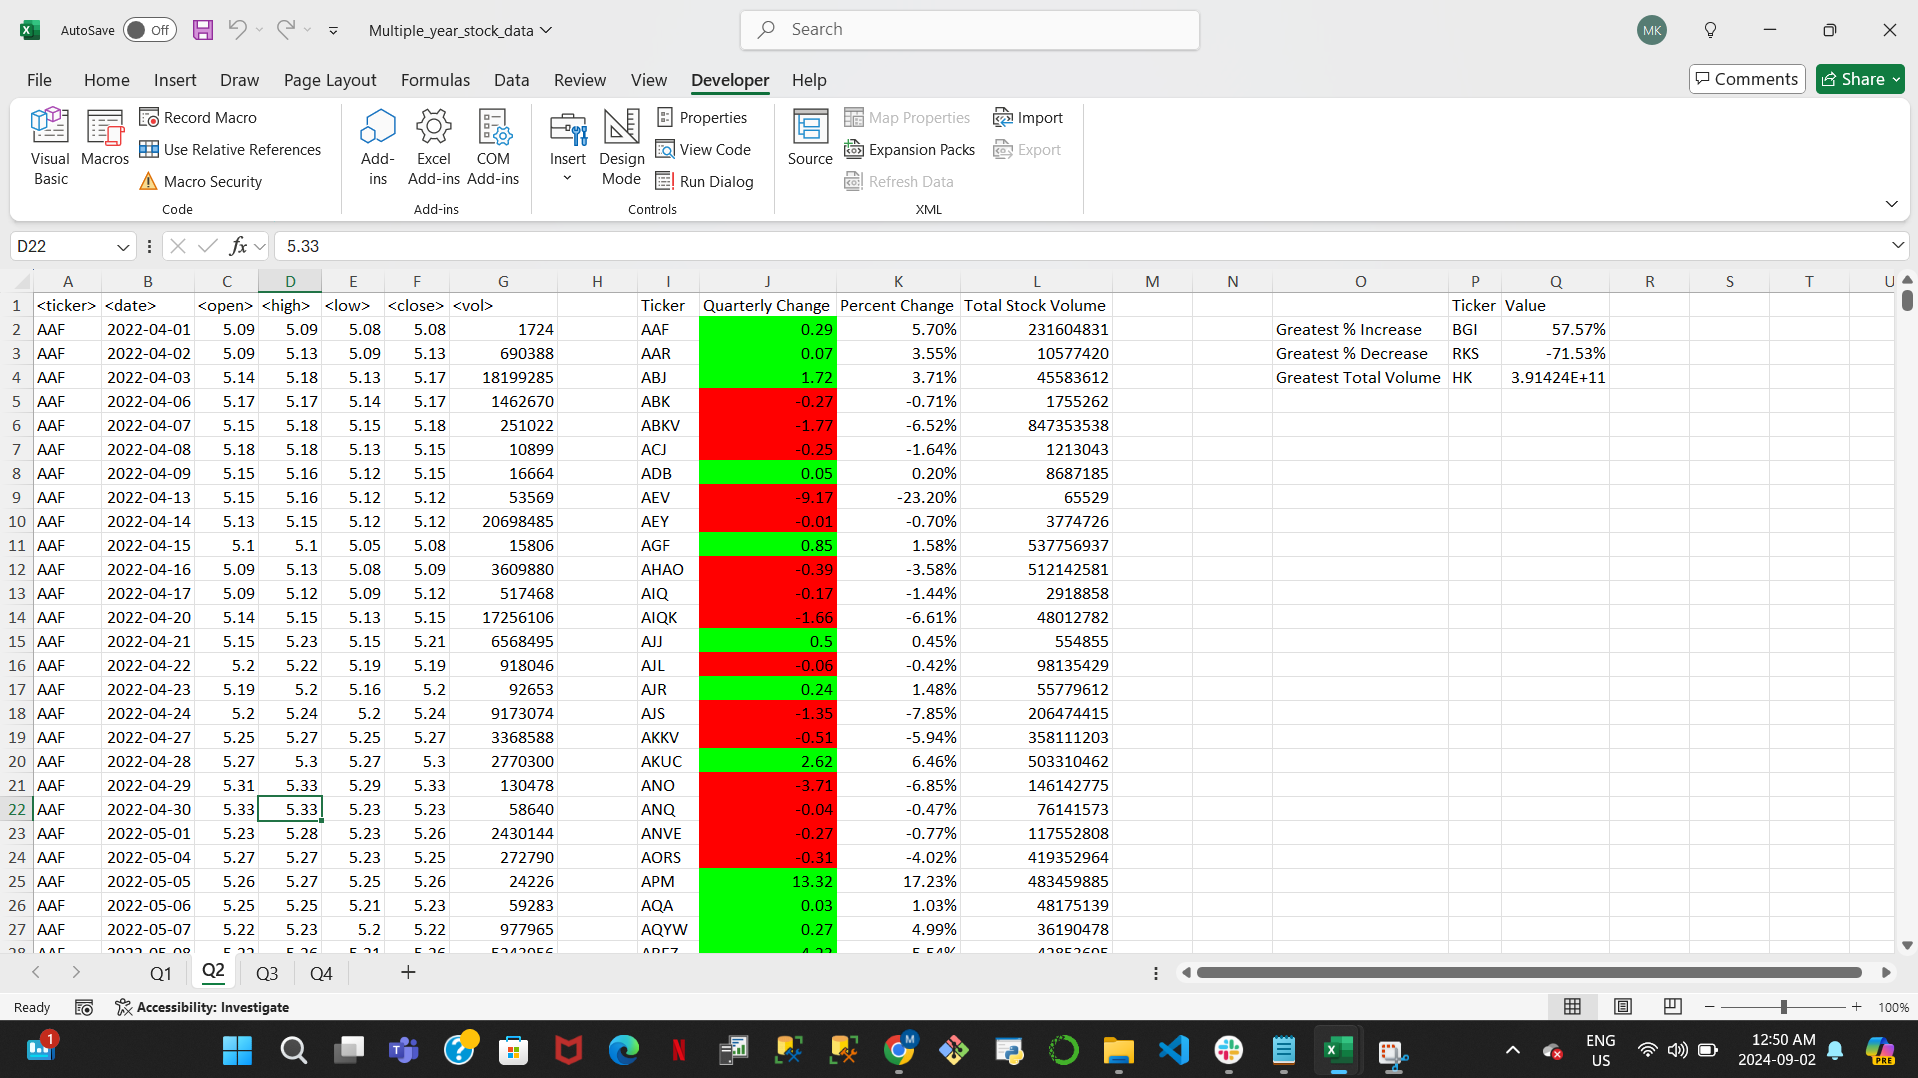 AutoSave Off Multiple_year_stock_data Search MK
File Home Insert Draw Page Layout Formulas Data Review View Developer Help Comments Share
Visual Basic
Macros
Record Macro
Use Relative References
Macro Security
Code
Add-ins
Excel Add-ins
COM Add-ins
Add-ins
Insert
Design Mode
Properties
View Code
Run Dialog
Controls
Source
Map Properties
Expansion Packs
Refresh Data
Import
Export
XML
D22 fx 5.33
A B C D E F G H I J K L M N O P Q R S T U
1 <ticker> <date> <open> <high> <low> <close> <vol> Ticker Quarterly Change Percent Change Total Stock Volume Ticker Value
2 AAF 2022-04-01 5.09 5.09 5.08 5.08 1724 AAF 0.29 5.70% 231604831 Greatest % Increase BGI 57.57%
3 AAF 2022-04-02 5.09 5.13 5.09 5.13 690388 AAR 0.07 3.55% 10577420 Greatest % Decrease RKS -71.53%
4 AAF 2022-04-03 5.14 5.18 5.13 5.17 18199285 ABJ 1.72 3.71% 45583612 Greatest Total Volume HK 3.91424E+11
5 AAF 2022-04-06 5.17 5.17 5.14 5.17 1462670 ABK -0.27 -0.71% 1755262
6 AAF 2022-04-07 5.15 5.18 5.15 5.18 251022 ABKV -1.77 -6.52% 847353538
7 AAF 2022-04-08 5.18 5.18 5.13 5.15 10899 ACJ -0.25 -1.64% 1213043
8 AAF 2022-04-09 5.15 5.16 5.12 5.15 16664 ADB 0.05 0.20% 8687185
9 AAF 2022-04-13 5.15 5.16 5.12 5.12 53569 AEV -9.17 -23.20% 65529
10 AAF 2022-04-14 5.13 5.15 5.12 5.12 20698485 AEY -0.01 -0.70% 3774726
11 AAF 2022-04-15 5.1 5.1 5.05 5.08 15806 AGF 0.85 1.58% 537756937
12 AAF 2022-04-16 5.09 5.13 5.08 5.09 3609880 AHAO -0.39 -3.58% 512142581
13 AAF 2022-04-17 5.09 5.12 5.09 5.12 517468 AIQ -0.17 -1.44% 2918858
14 AAF 2022-04-20 5.14 5.15 5.13 5.15 17256106 AIQK -1.66 -6.61% 48012782
15 AAF 2022-04-21 5.15 5.23 5.15 5.21 6568495 AJJ 0.5 0.45% 554855
16 AAF 2022-04-22 5.2 5.22 5.19 5.19 918046 AJL -0.06 -0.42% 98135429
17 AAF 2022-04-23 5.19 5.2 5.16 5.2 92653 AJR 0.24 1.48% 55779612
18 AAF 2022-04-24 5.2 5.24 5.2 5.24 9173074 AJS -1.35 -7.85% 206474415
19 AAF 2022-04-27 5.25 5.27 5.25 5.27 3368588 AKKV -0.51 -5.94% 358111203
20 AAF 2022-04-28 5.27 5.3 5.27 5.3 2770300 AKUC 2.62 6.46% 503310462
21 AAF 2022-04-29 5.31 5.33 5.29 5.33 130478 ANO -3.71 -6.85% 146142775
22 AAF 2022-04-30 5.33 5.33 5.23 5.23 58640 ANQ -0.04 -0.47% 76141573
23 AAF 2022-05-01 5.23 5.28 5.23 5.26 2430144 ANVE -0.27 -0.77% 117552808
24 AAF 2022-05-04 5.27 5.27 5.23 5.25 272790 AORS -0.31 -4.02% 419352964
25 AAF 2022-05-05 5.26 5.27 5.25 5.26 24226 APM 13.32 17.23% 483459885
26 AAF 2022-05-06 5.25 5.25 5.21 5.23 59283 AQA 0.03 1.03% 48175139
27 AAF 2022-05-07 5.22 5.23 5.2 5.22 977965 AQYW 0.27 4.99% 36190478
28 AAF 2022-05-08
Q1 Q2 Q3 Q4
Ready Accessibility: Investigate 100%
1 M ENG US 12:50 AM 2024-09-02 PRE